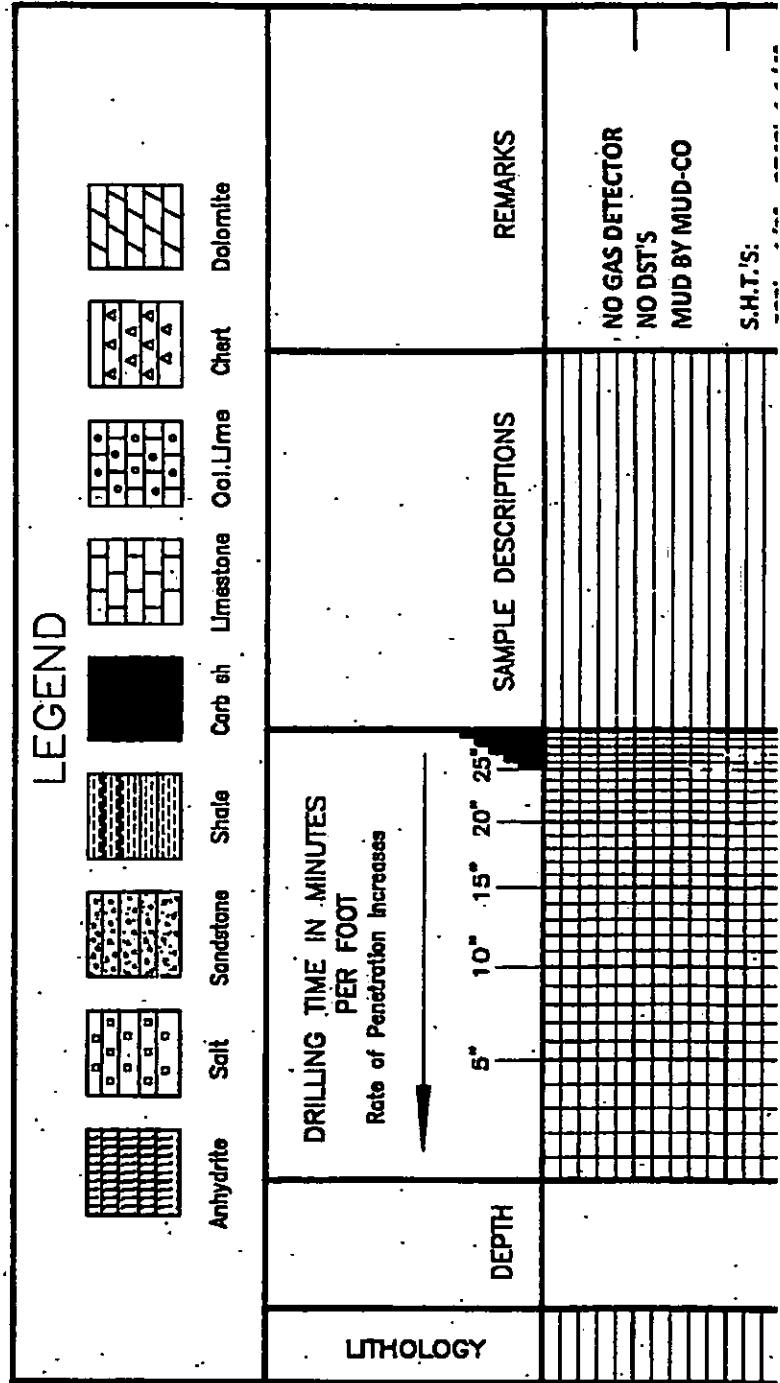 LEGEND
Anhydrite
Salt
Sandstone
Shale
Carb sh
Limestone
Ool.Lime
Chert
Dolomite
LITHOLOGY
DEPTH
DRILLING TIME IN MINUTES
PER FOOT
Rate of Penetration Increases
5" 10" 15" 20" 25"
SAMPLE DESCRIPTIONS
REMARKS
NO GAS DETECTOR
NO DST'S
MUD BY MUD-CO
S.H.T.'S: